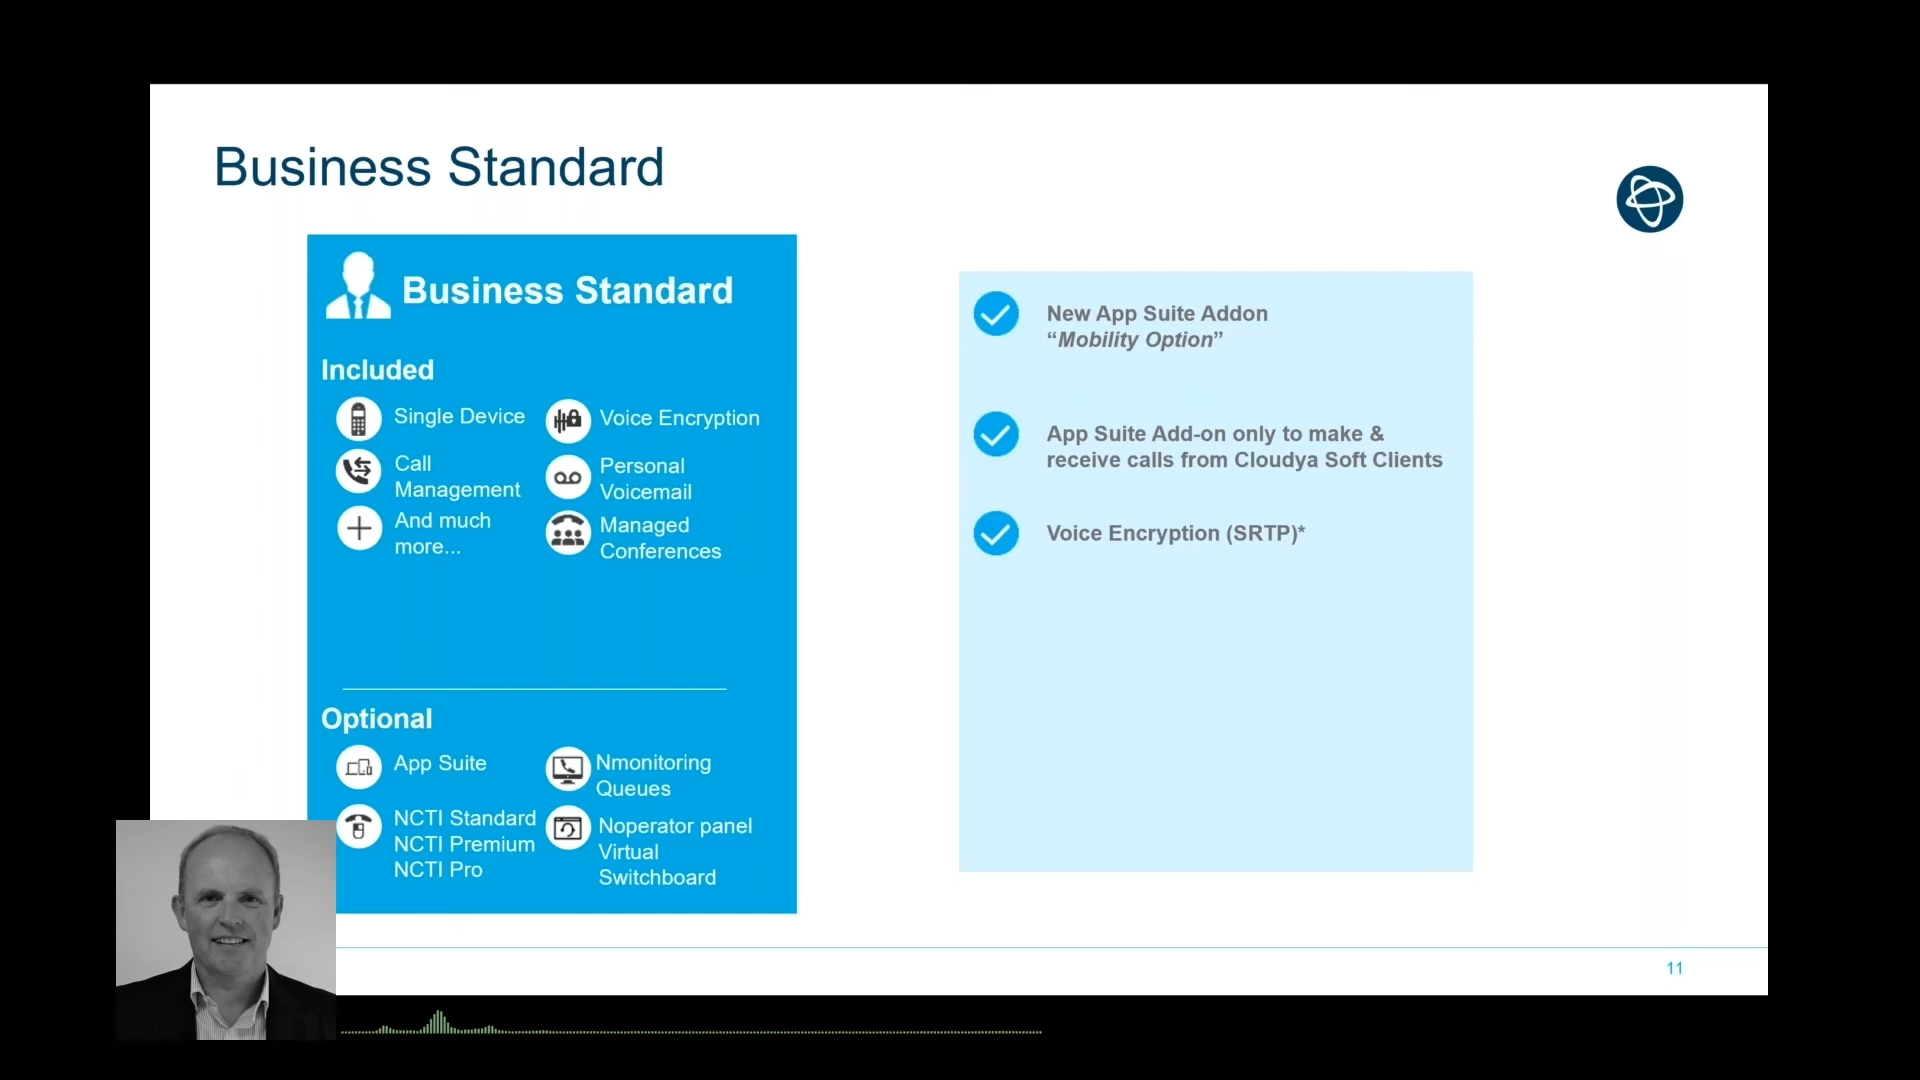 Business Standard
Business Standard
Included
Single Device
Voice Encryption
Call
Management
Personal
Voicemail
And much
more...
Managed
Conferences
Optional
App Suite
Nmonitoring
Queues
NCTI Standard
NCTI Premium
NCTI Pro
Noperator panel
Virtual
Switchboard
New App Suite Addon
“Mobility Option”
App Suite Add-on only to make &
receive calls from Cloudya Soft Clients
Voice Encryption (SRTP)*
11